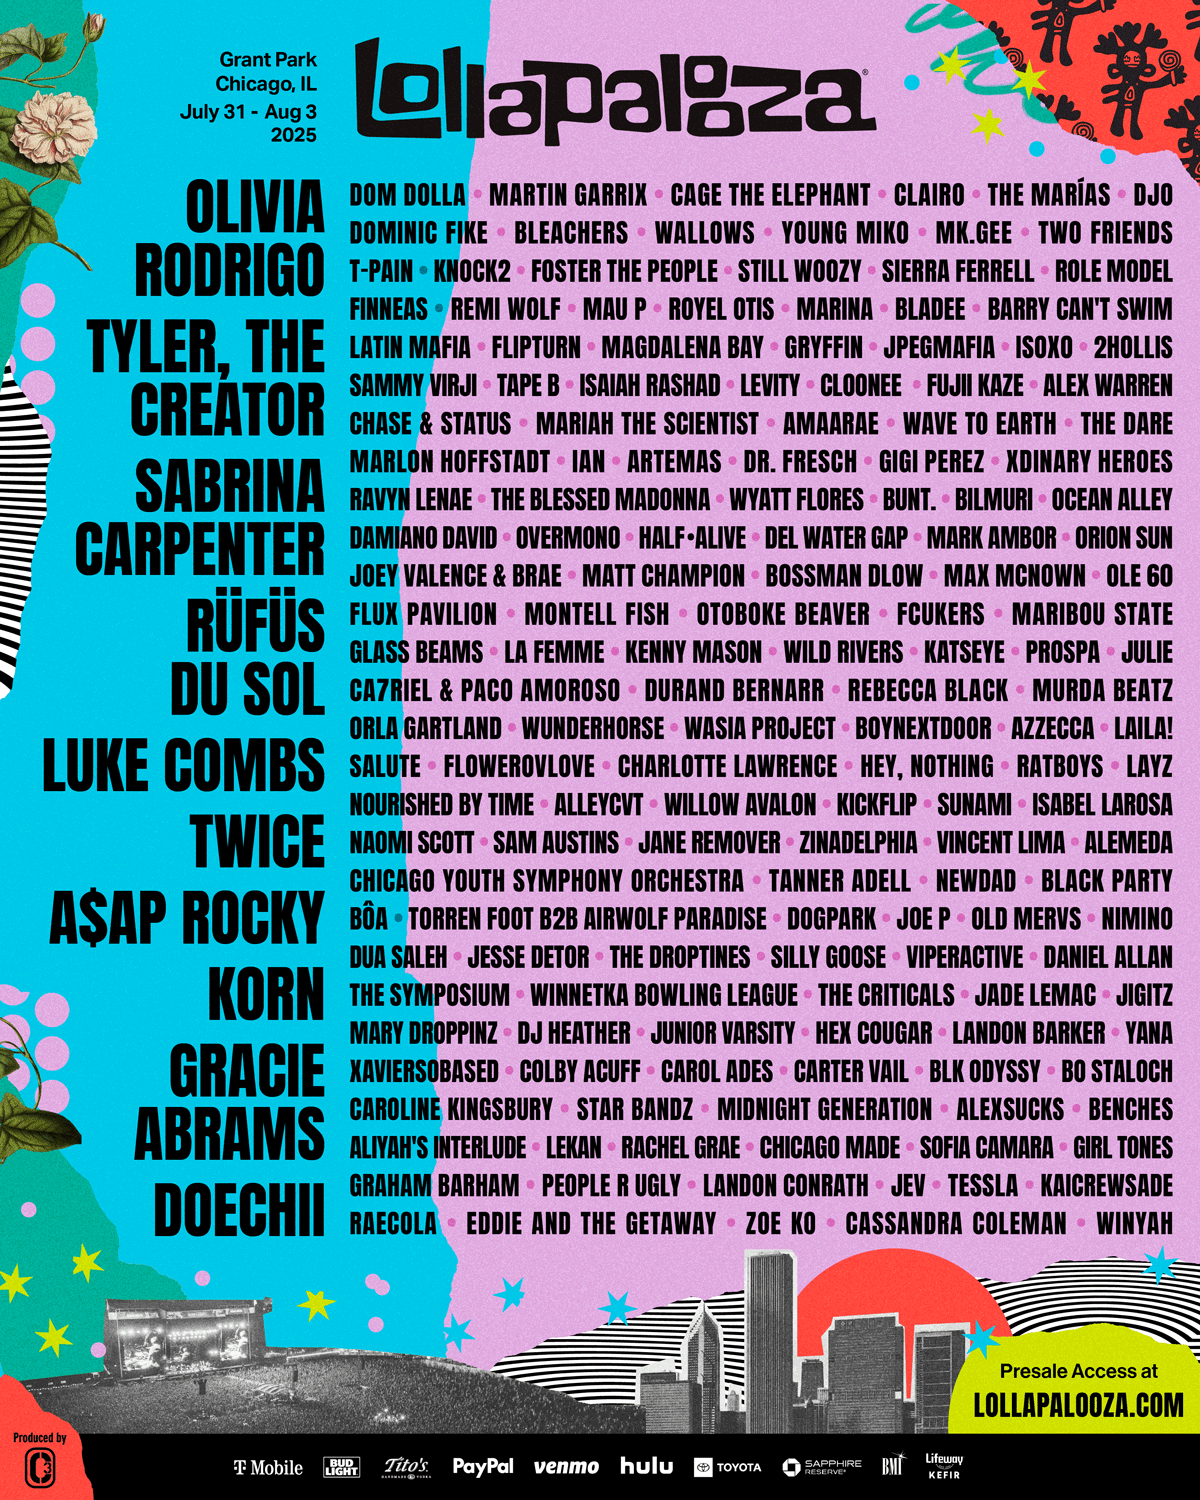 Grant Park
Chicago, IL
July 31 - Aug 3
2025
Lollapalooza®
OLIVIA
RODRIGO
TYLER, THE
CREATOR
SABRINA
CARPENTER
RÜFÜS
DU SOL
LUKE COMBS
TWICE
A$AP ROCKY
KORN
GRACIE
ABRAMS
DOECHII
DOM DOLLA • MARTIN GARRIX • CAGE THE ELEPHANT • CLAIRO • THE MARÍAS • DJO
DOMINIC FIKE • BLEACHERS • WALLOWS • YOUNG MIKO • MK.GEE • TWO FRIENDS
T-PAIN • KNOCK2 • FOSTER THE PEOPLE • STILL WOOZY • SIERRA FERRELL • ROLE MODEL
FINNEAS • REMI WOLF • MAU P • ROYEL OTIS • MARINA • BLADEE • BARRY CAN'T SWIM
LATIN MAFIA • FLIPTURN • MAGDALENA BAY • GRYFFIN • JPEGMAFIA • ISOXO • 2HOLLIS
SAMMY VIRJI • TAPE B • ISAIAH RASHAD • LEVITY • CLOONEE • FUJII KAZE • ALEX WARREN
CHASE & STATUS • MARIAH THE SCIENTIST • AMAARAE • WAVE TO EARTH • THE DARE
MARLON HOFFSTADT • IAN • ARTEMAS • DR. FRESCH • GIGI PEREZ • XDINARY HEROES
RAVYN LENAE • THE BLESSED MADONNA • WYATT FLORES • BUNT. • BILMURI • OCEAN ALLEY
DAMIANO DAVID • OVERMONO • HALF•ALIVE • DEL WATER GAP • MARK AMBOR • ORION SUN
JOEY VALENCE & BRAE • MATT CHAMPION • BOSSMAN DLOW • MAX MCNOWN • OLE 60
FLUX PAVILION • MONTELL FISH • OTOBOKE BEAVER • FCUKERS • MARIBOU STATE
GLASS BEAMS • LA FEMME • KENNY MASON • WILD RIVERS • KATSEYE • PROSPA • JULIE
CA7RIEL & PACO AMOROSO • DURAND BERNARR • REBECCA BLACK • MURDA BEATZ
ORLA GARTLAND • WUNDERHORSE • WASIA PROJECT • BOYNEXTDOOR • AZZECCA • LAILA!
SALUTE • FLOWEROVLOVE • CHARLOTTE LAWRENCE • HEY, NOTHING • RATBOYS • LAYZ
NOURISHED BY TIME • ALLEYCVT • WILLOW AVALON • KICKFLIP • SUNAMI • ISABEL LAROSA
NAOMI SCOTT • SAM AUSTINS • JANE REMOVER • ZINADELPHIA • VINCENT LIMA • ALEMEDA
CHICAGO YOUTH SYMPHONY ORCHESTRA • TANNER ADELL • NEWDAD • BLACK PARTY
BÔA • TORREN FOOT B2B AIRWOLF PARADISE • DOGPARK • JOE P • OLD MERVS • NIMINO
DUA SALEH • JESSE DETOR • THE DROPTINES • SILLY GOOSE • VIPERACTIVE • DANIEL ALLAN
THE SYMPOSIUM • WINNETKA BOWLING LEAGUE • THE CRITICALS • JADE LEMAC • JIGITZ
MARY DROPPINZ • DJ HEATHER • JUNIOR VARSITY • HEX COUGAR • LANDON BARKER • YANA
XAVIERSOBASED • COLBY ACUFF • CAROL ADES • CARTER VAIL • BLK ODYSSY • BO STALOCH
CAROLINE KINGSBURY • STAR BANDZ • MIDNIGHT GENERATION • ALEXSUCKS • BENCHES
ALIYAH'S INTERLUDE • LEKAN • RACHEL GRAE • CHICAGO MADE • SOFIA CAMARA • GIRL TONES
GRAHAM BARHAM • PEOPLE R UGLY • LANDON CONRATH • JEV • TESSLA • KAICREWSADE
RAECOLA • EDDIE AND THE GETAWAY • ZOE KO • CASSANDRA COLEMAN • WINYAH
Presale Access at
LOLLAPALOOZA.COM
Produced by
C3
T Mobile
BUD LIGHT
Tito's
HANDMADE VODKA
PayPal
venmo
hulu
TOYOTA
SAPPHIRE
RESERVE
BMI
Lifeway
KEFIR